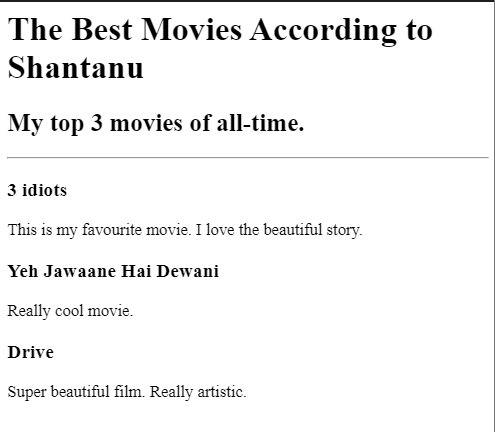 The Best Movies According to
Shantanu
My top 3 movies of all-time.
3 idiots
This is my favourite movie. I love the beautiful story.
Yeh Jawaane Hai Dewani
Really cool movie.
Drive
Super beautiful film. Really artistic.